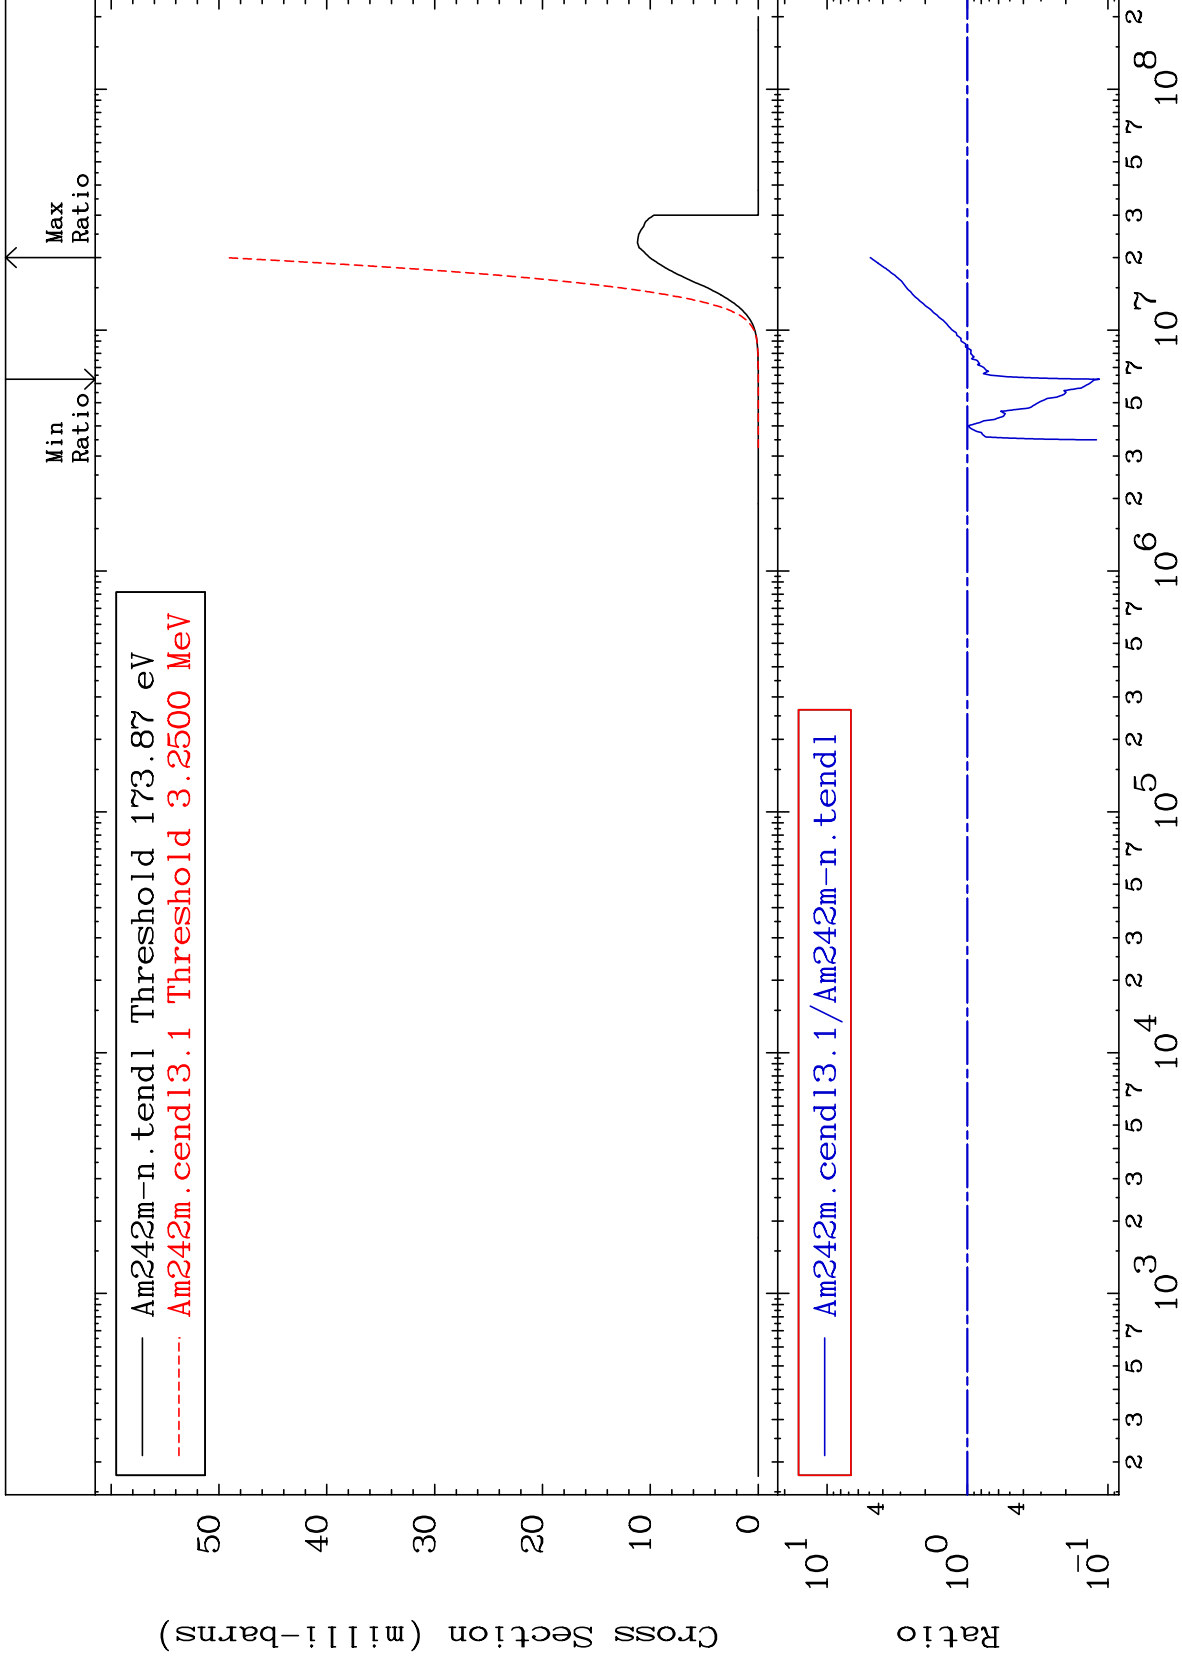 Min
Ratio
Max
Ratio
Am242m-n.tendl Threshold 173.87 eV
Am242m.cendl3.1 Threshold 3.2500 MeV
Cross Section (milli-barns)
50
40
30
20
10
0
Am242m.cendl3.1/Am242m-n.tendl
Ratio
10^1
4
10^0
4
10^-1
2 3 5 7 10^3 2 3 5 7 10^4 2 3 5 7 10^5 2 3 5 7 10^6 2 3 5 7 10^7 2 3 5 7 10^8 2